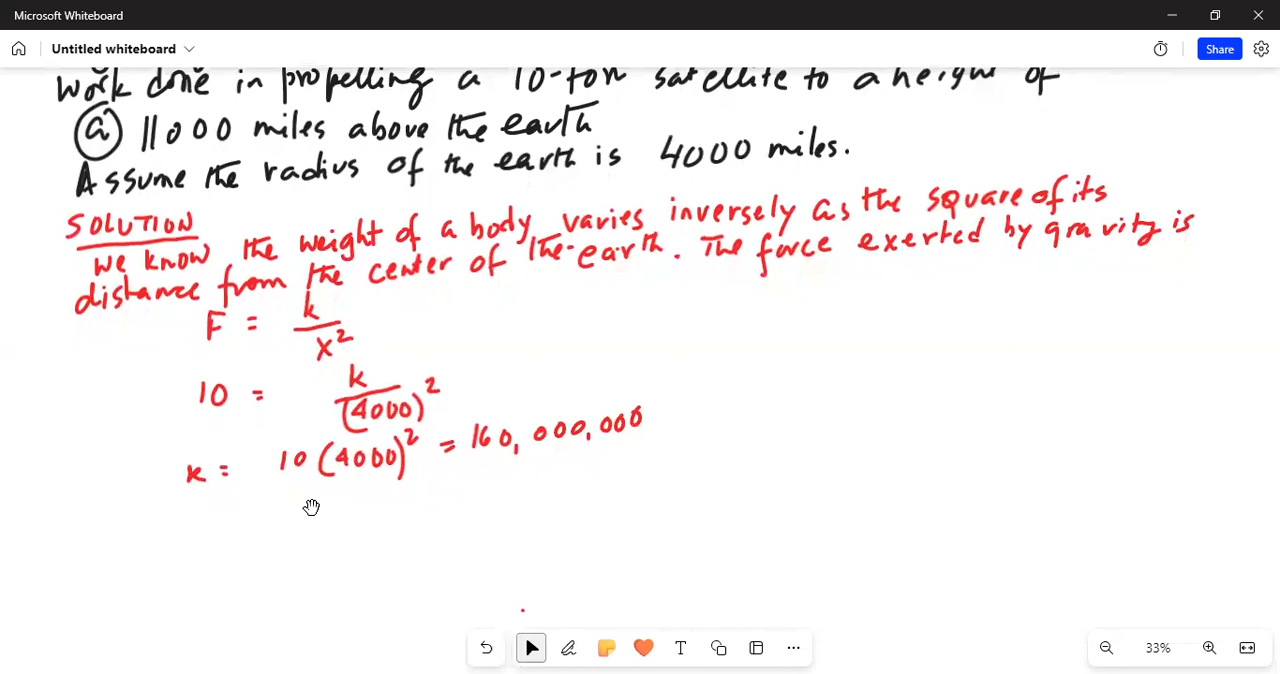 Microsoft Whiteboard
Untitled whiteboard
Share
work done in propelling a 10-ton satellite to a height of
(a) 11000 miles above the earth
Assume the radius of the earth is 4000 miles.
SOLUTION
We know, the weight of a body varies inversely as the square of its
distance from the center of the earth. The force exerted by gravity is
F = k/x²
10 = k/(4000)²
k = 10(4000)² = 160,000,000
T
33%